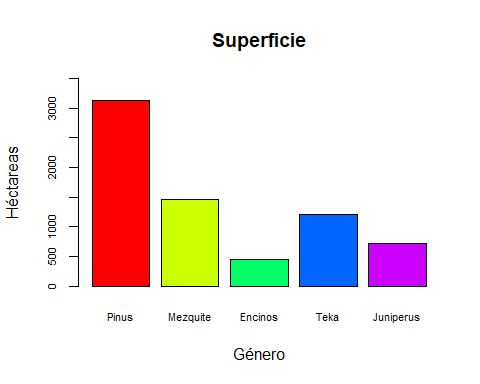 Superficie
Héctareas
3000
2000
1000
500
0
Pinus Mezquite Encinos Teka Juniperus
Género